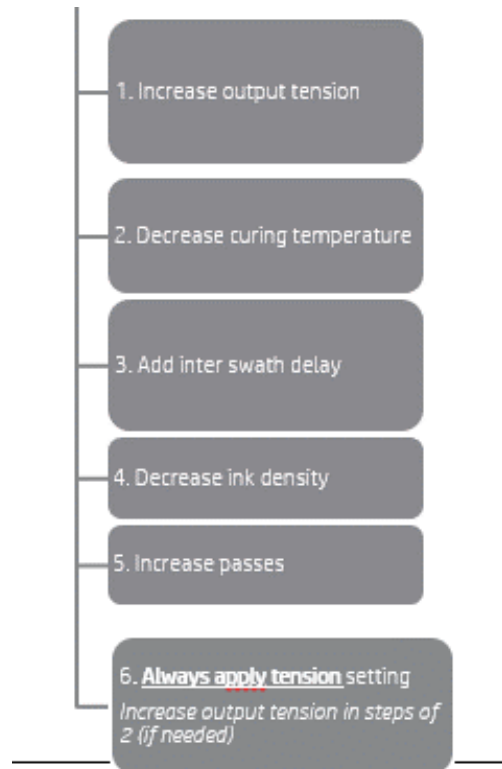 1. Increase output tension
2. Decrease curing temperature
3. Add inter swath delay
4. Decrease ink density
5. Increase passes
6. Always apply tension setting
Increase output tension in steps of
2 (if needed)